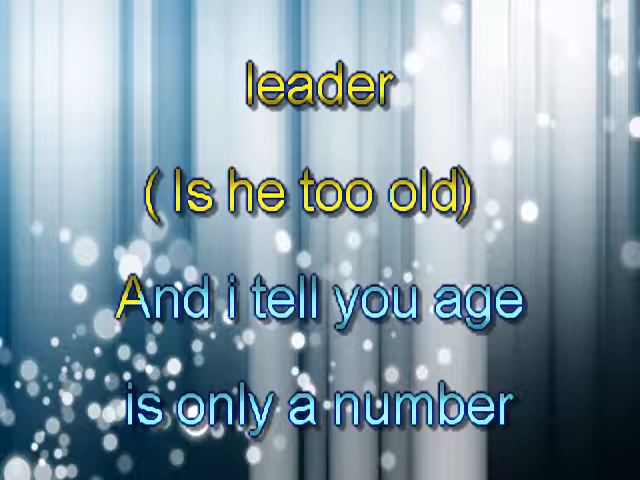 leader
( Is he too old)
And i tell you age
is only a number